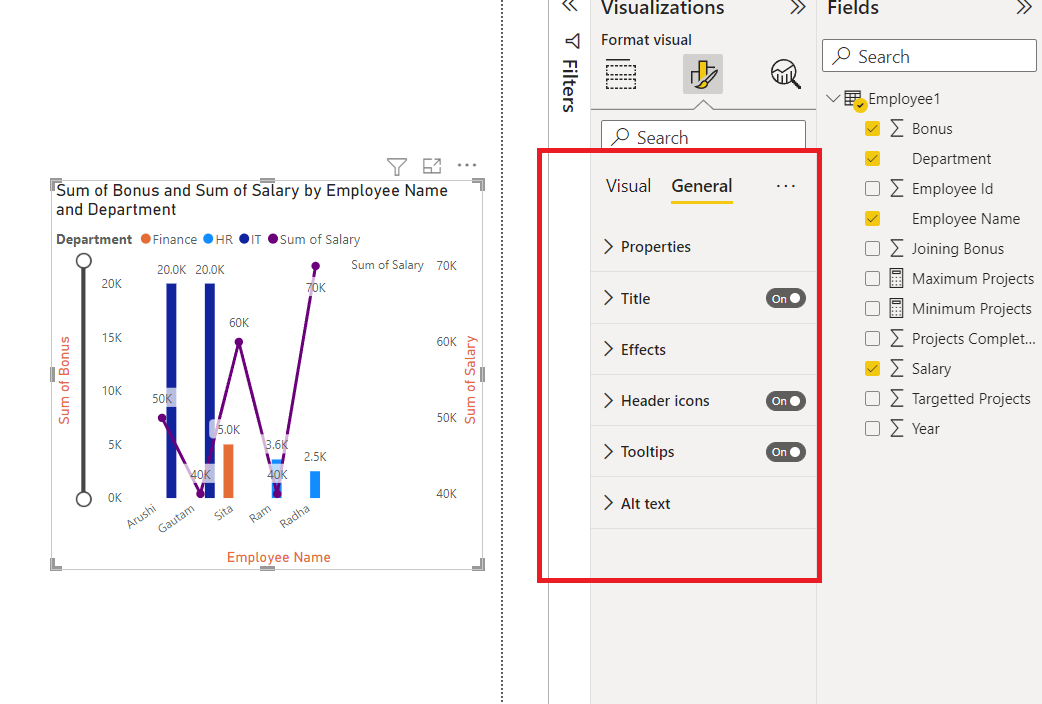 Sum of Bonus and Sum of Salary by Employee Name
and Department
Department Finance HR IT Sum of Salary
Sum of Bonus
20K
15K
10K
5K
0K
20.0K 20.0K
50K
40K
5.0K
60K
3.6K
40K
2.5K
70K
Arushi Gautam Sita Ram Radha
Employee Name
Sum of Salary
70K
60K
50K
40K
Sum of Salary
Filters
Visualizations
Format visual
Search
Visual General
Properties
Title On
Effects
Header icons On
Tooltips On
Alt text
Fields
Search
Employee1
Bonus
Department
Employee Id
Employee Name
Joining Bonus
Maximum Projects
Minimum Projects
Projects Complet...
Salary
Targetted Projects
Year